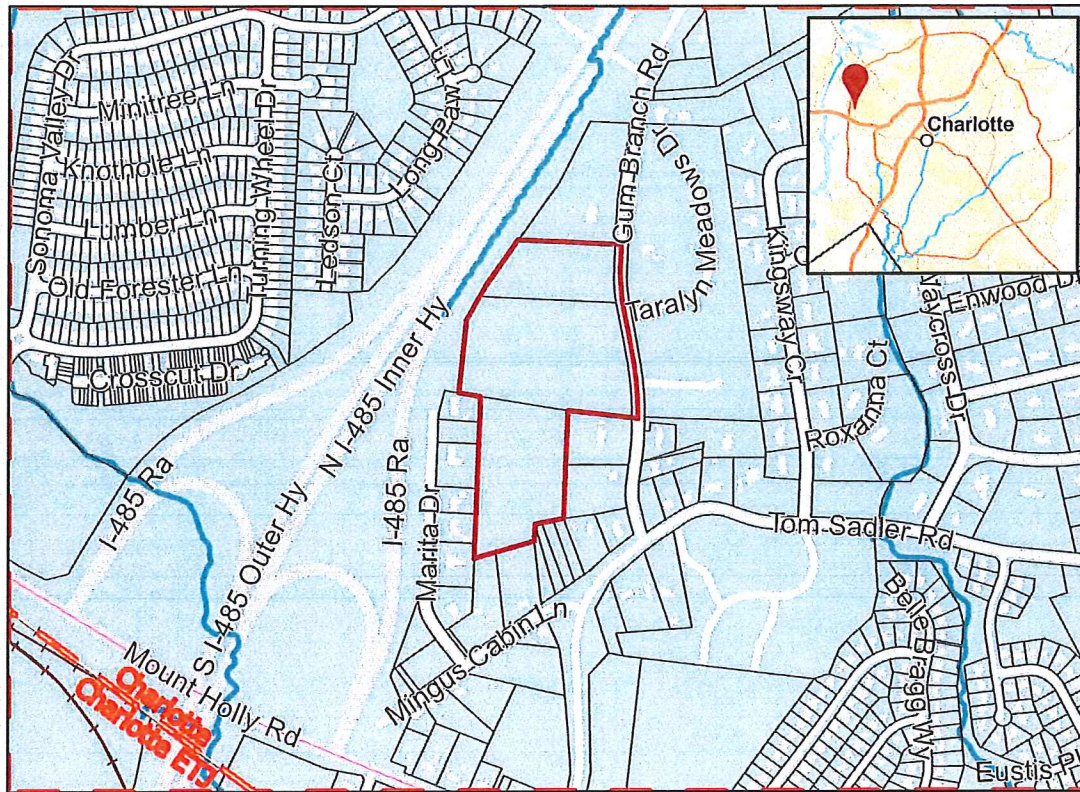 Sonoma Valley Dr
Minitree Ln
Knothole Ln
Lumber Ln
Old Forester Ln
Turning Wheel Dr
Crosscut Dr
Ledson Ct
Long Paw Ln
Gum Branch Rd
Taralyn Meadows Dr
Kingsway Cr
Roxanna Ct
Waycross Dr
Enwood Dr
Charlotte
N I-485 Inner Hy
I-485 Ra
I-485 Ra
S I-485 Outer Hy
Marita Dr
Mingus Cabin Ln
Tom Sadler Rd
Belle Bragg Wy
Eustis P
Mount Holly Rd
Charlotte
Charlotte ETJ